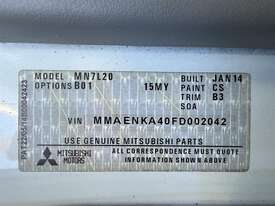 MODEL MN7L20 BUILT JAN14
OPTIONS B01 15MY PAINT CS
TRIM B3
SOA
VIN MMAENKA40FD002042
USE GENUINE MITSUBISHI PARTS
ALL CORRESPONDENCE MUST QUOTE
INFORMATION SHOWN ABOVE
MITSUBISHI
MOTORS